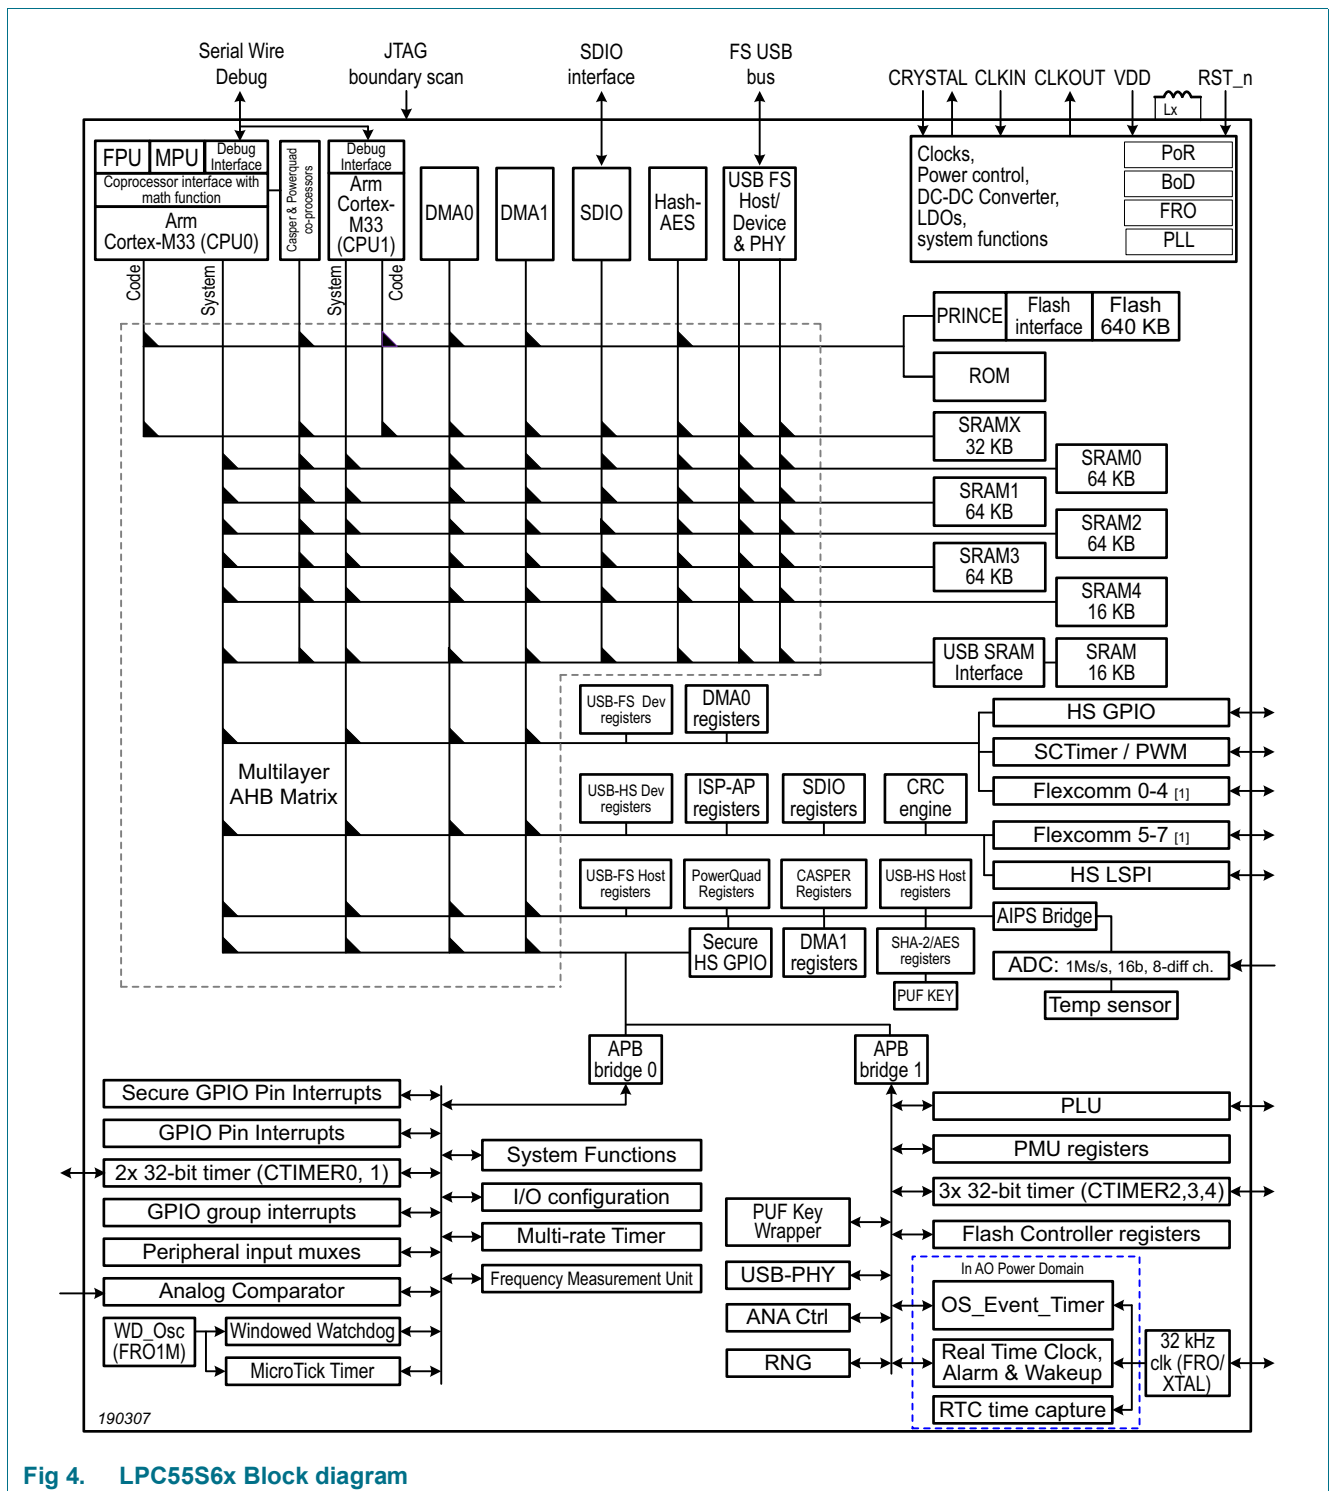 Serial Wire
Debug
JTAG
boundary scan
SDIO
interface
FS USB
bus
CRYSTAL CLKIN CLKOUT VDD
Lx
RST_n
FPU
MPU
Debug
Interface
Coprocessor interface with
math function
Arm
Cortex-M33 (CPU0)
Casper & Powerquad
co-processors
Debug
Interface
Arm
Cortex-
M33
(CPU1)
DMA0
DMA1
SDIO
Hash-
AES
USB FS
Host/
Device
& PHY
Clocks,
Power control,
DC-DC Converter,
LDOs,
system functions
PoR
BoD
FRO
PLL
Code
System
System
Code
PRINCE
Flash
interface
Flash
640 KB
ROM
SRAMX
32 KB
SRAM0
64 KB
SRAM1
64 KB
SRAM2
64 KB
SRAM3
64 KB
SRAM4
16 KB
USB SRAM
Interface
SRAM
16 KB
USB-FS Dev
registers
DMA0
registers
HS GPIO
SCTimer / PWM
Flexcomm 0-4 [1]
Multilayer
AHB Matrix
USB-HS Dev
registers
ISP-AP
registers
SDIO
registers
CRC
engine
Flexcomm 5-7 [1]
HS LSPI
USB-FS Host
registers
PowerQuad
Registers
CASPER
Registers
USB-HS Host
registers
AIPS Bridge
Secure
HS GPIO
DMA1
registers
SHA-2/AES
registers
PUF KEY
ADC: 1Ms/s, 16b, 8-diff ch.
Temp sensor
APB
bridge 0
APB
bridge 1
Secure GPIO Pin Interrupts
GPIO Pin Interrupts
2x 32-bit timer (CTIMER0, 1)
GPIO group interrupts
Peripheral input muxes
Analog Comparator
WD_Osc
(FRO1M)
Windowed Watchdog
MicroTick Timer
System Functions
I/O configuration
Multi-rate Timer
Frequency Measurement Unit
PUF Key
Wrapper
USB-PHY
ANA Ctrl
RNG
PLU
PMU registers
3x 32-bit timer (CTIMER2,3,4)
Flash Controller registers
In AO Power Domain
OS_Event_Timer
Real Time Clock,
Alarm & Wakeup
RTC time capture
32 kHz
clk (FRO/
XTAL)
190307
Fig 4. LPC55S6x Block diagram